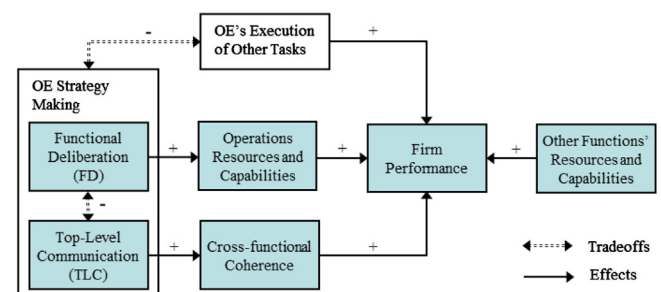 OE's Execution
of Other Tasks
-
+
OE Strategy
Making
Functional
Deliberation
(FD)
+
Operations
Resources and
Capabilities
+
Firm
Performance
+
Other Functions'
Resources and
Capabilities
-
Top-Level
Communication
(TLC)
+
Cross-functional
Coherence
+
Tradeoffs
Effects